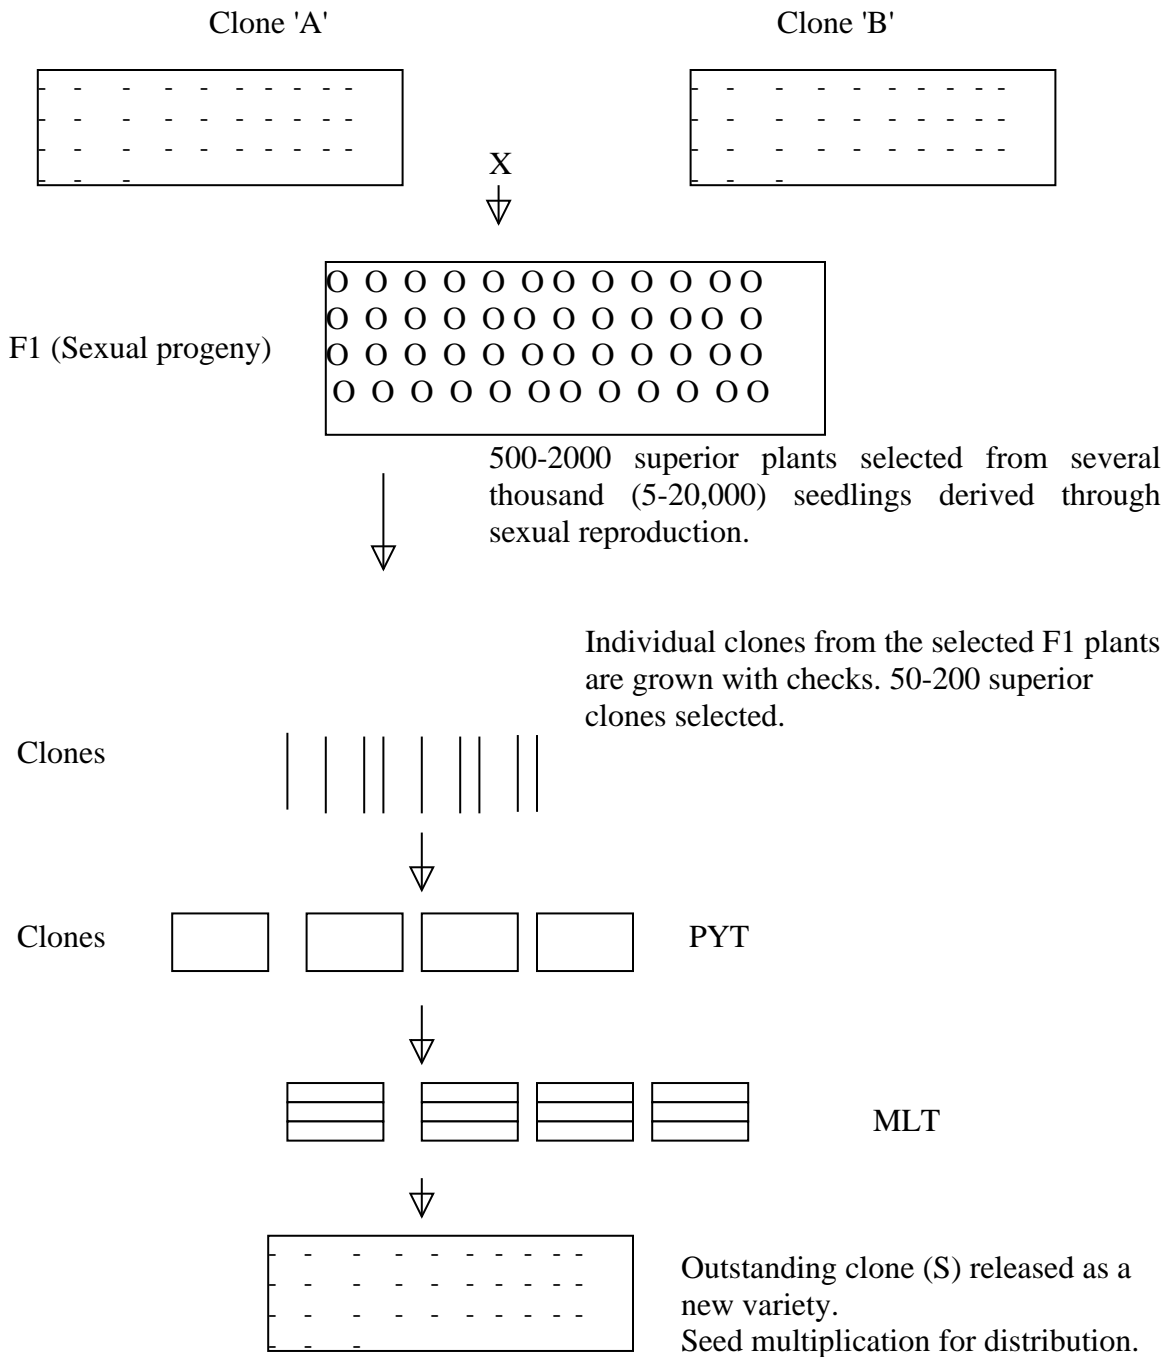 Clone 'A' Clone 'B'
- - - - - - - - - - - - - - - - - - - -
- - - - - - - - - - - - - - - - - - - -
- - - - - - - - - - - - - - - - - - - -
X
- - - - - -
O O O O O O O O O O O O
O O O O O O O O O O O O
F1 (Sexual progeny)
O O O O O O O O O O O O
O O O O O O O O O O O O
500-2000 superior plants selected from several
thousand (5-20,000) seedlings derived through
sexual reproduction.
Individual clones from the selected F1 plants
are grown with checks. 50-200 superior
clones selected.
Clones
Clones PYT
MLT
- - - - - - - - - -
- - - - - - - - - -
- - - - - - - - - -
- - -
Outstanding clone (S) released as a
new variety.
Seed multiplication for distribution.